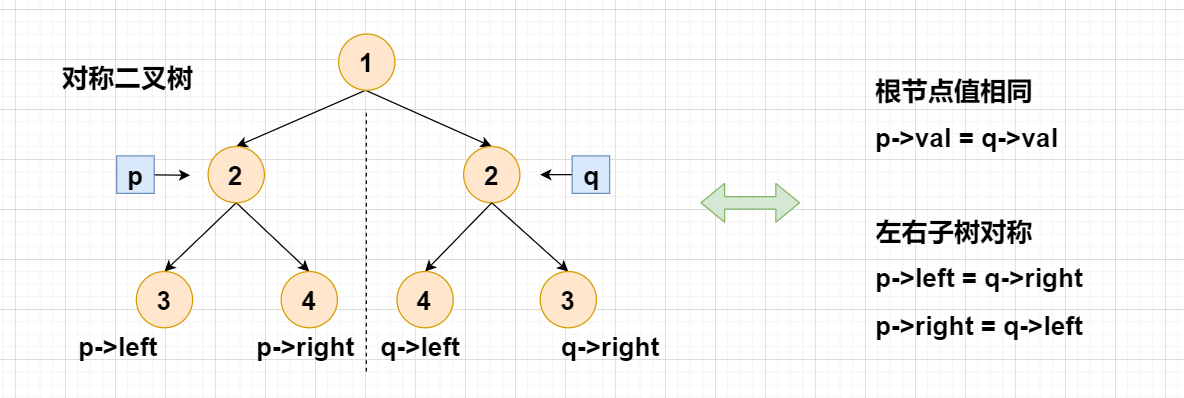 对称二叉树
1
p
2
2
q
3
4
4
3
p->left
p->right
q->left
q->right
根节点值相同
p->val = q->val
左右子树对称
p->left = q->right
p->right = q->left